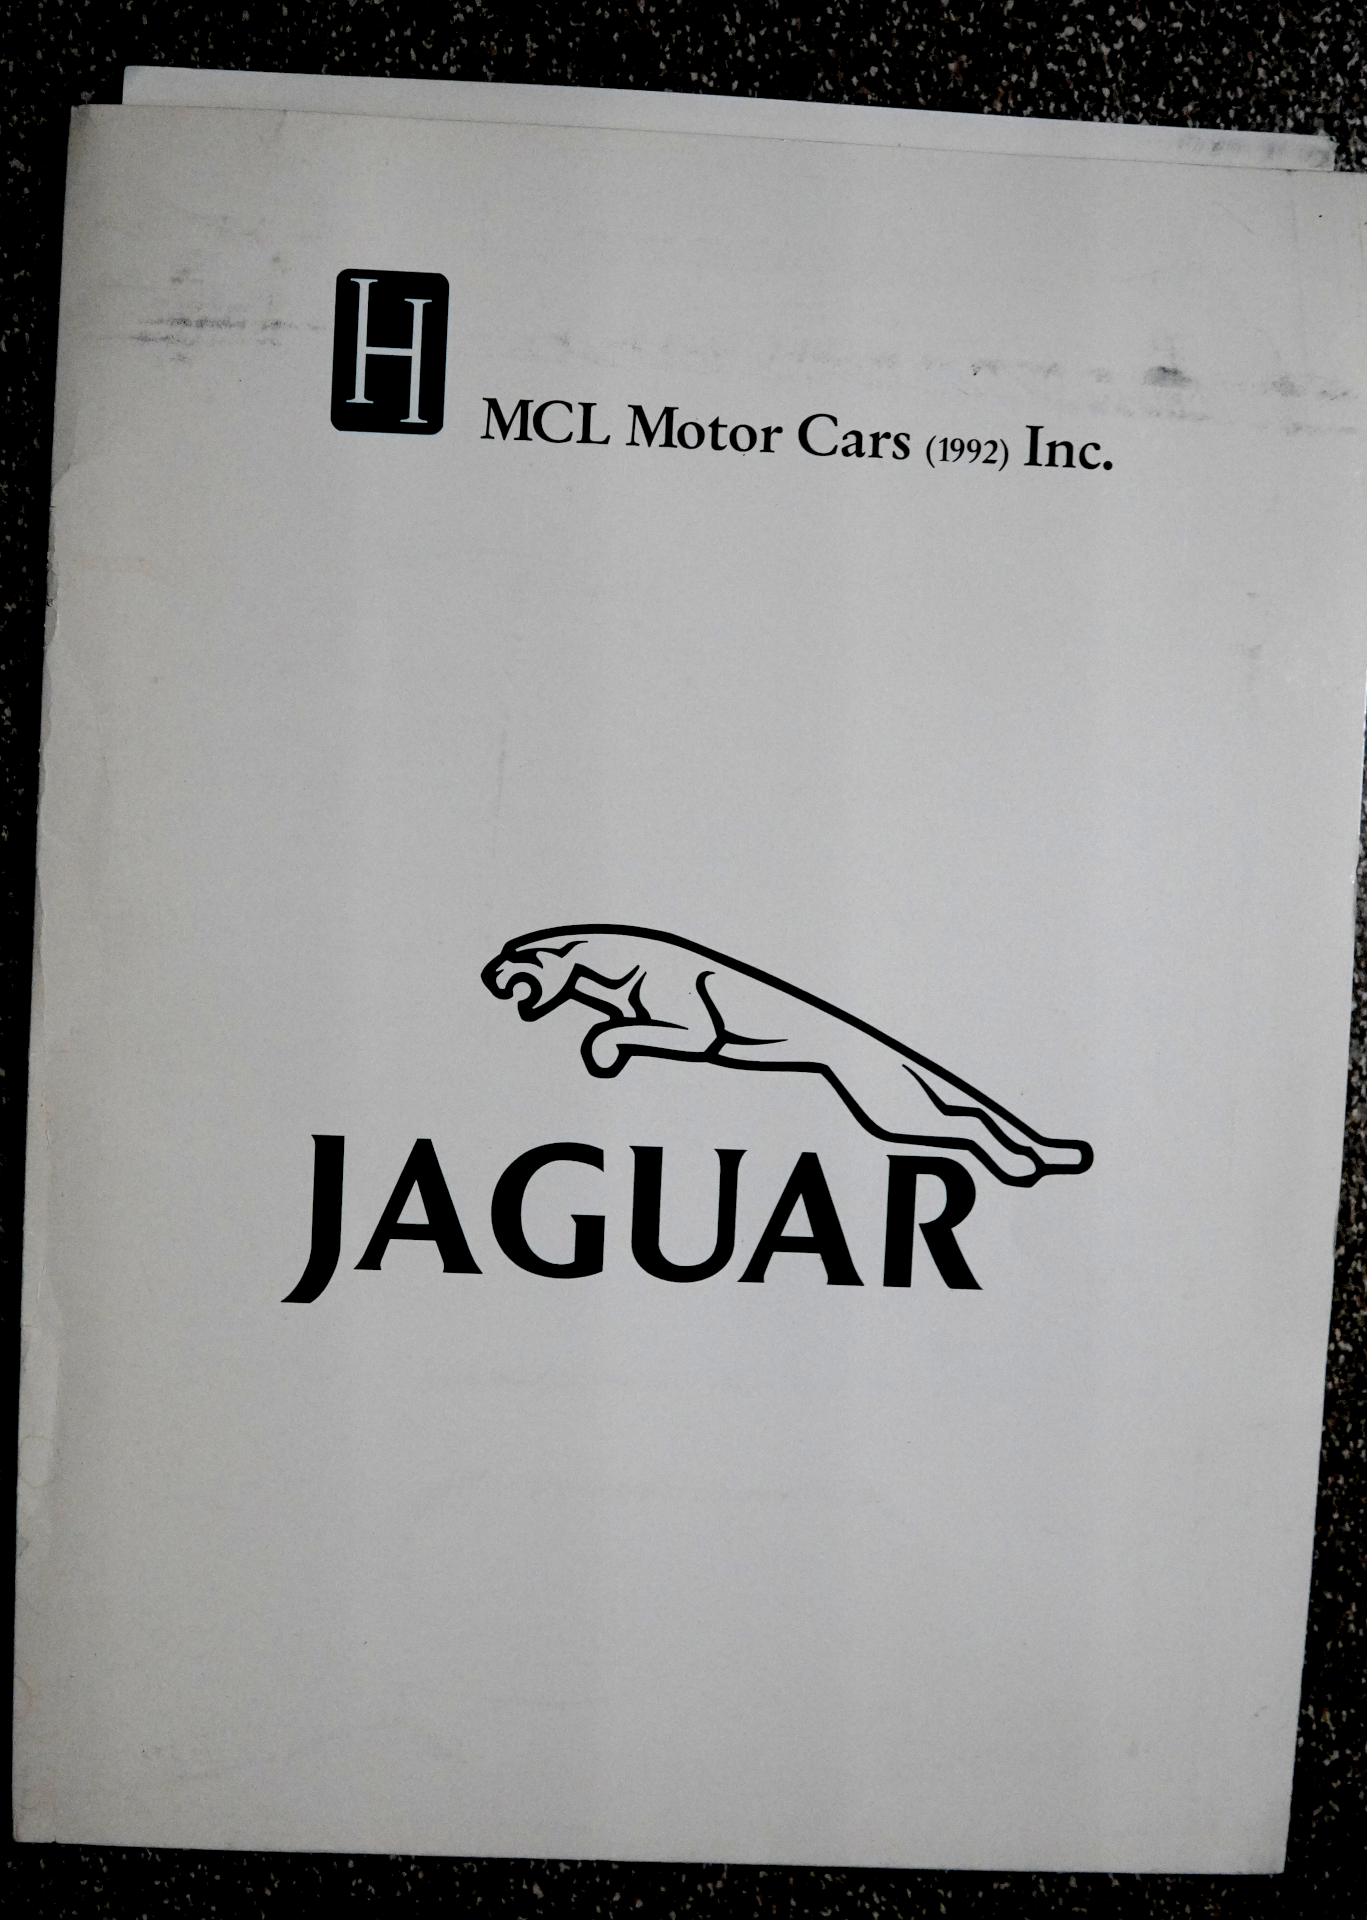 H
MCL Motor Cars (1992) Inc.
JAGUAR